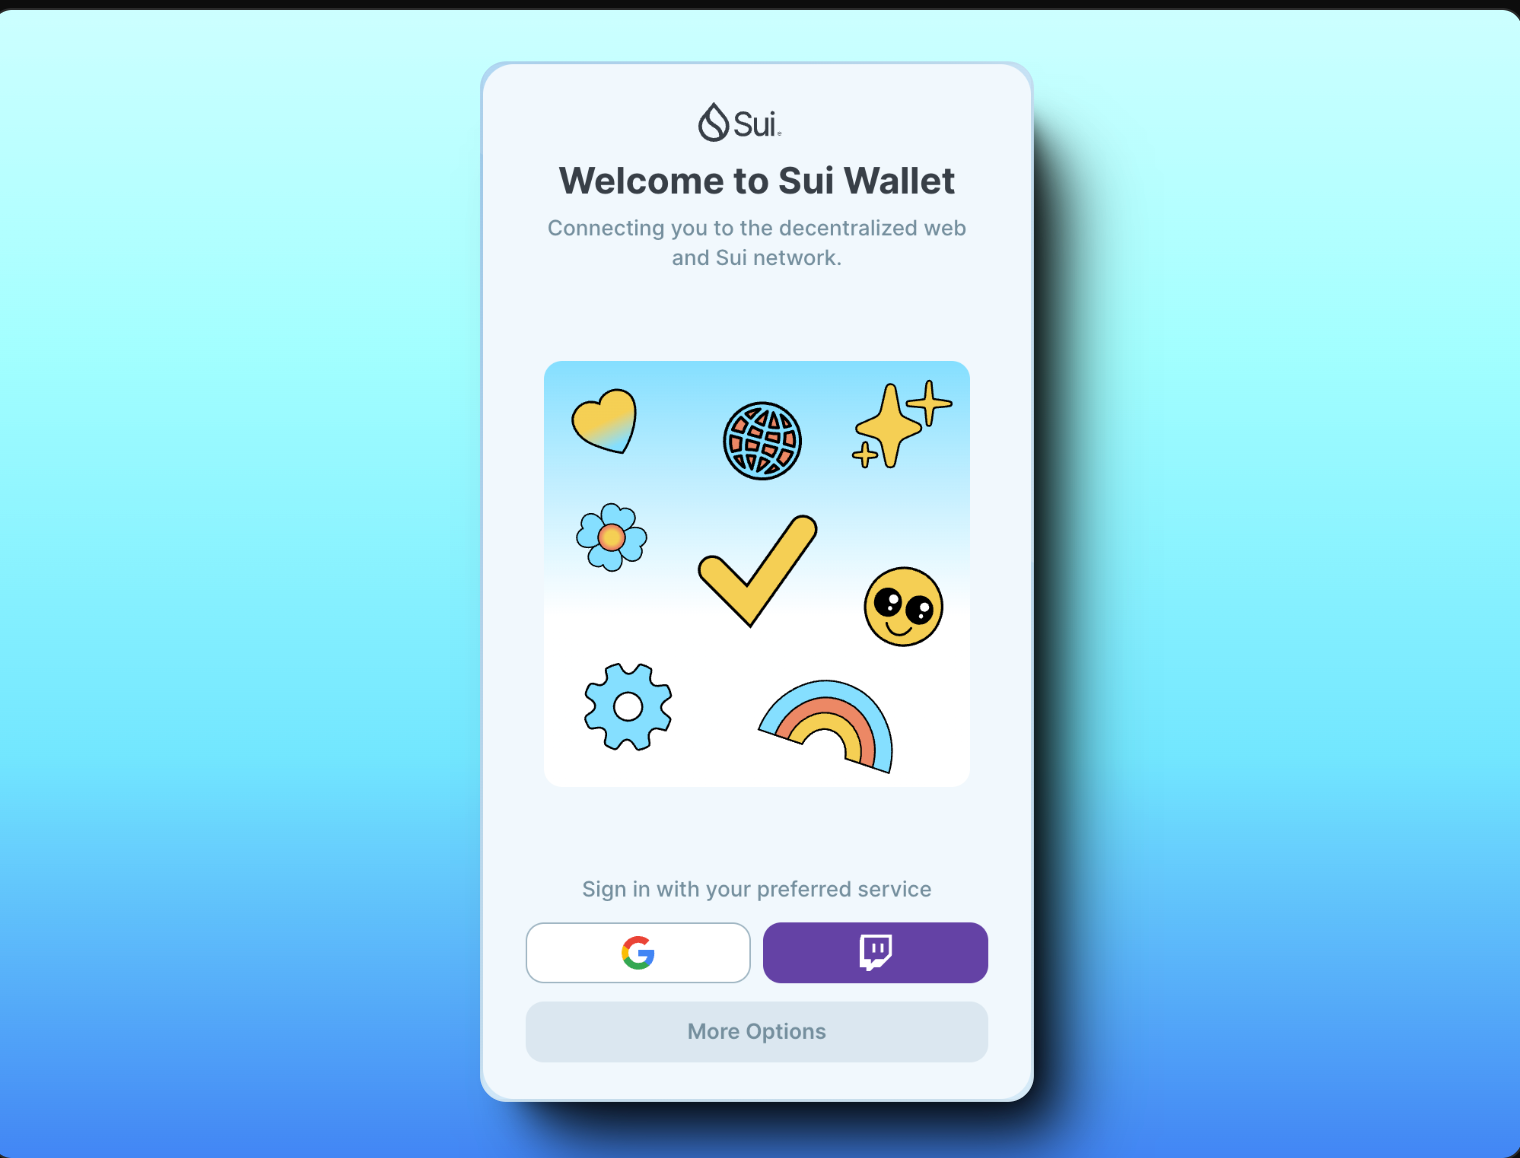 Sui
Welcome to Sui Wallet
Connecting you to the decentralized web
and Sui network.
Sign in with your preferred service
G
More Options